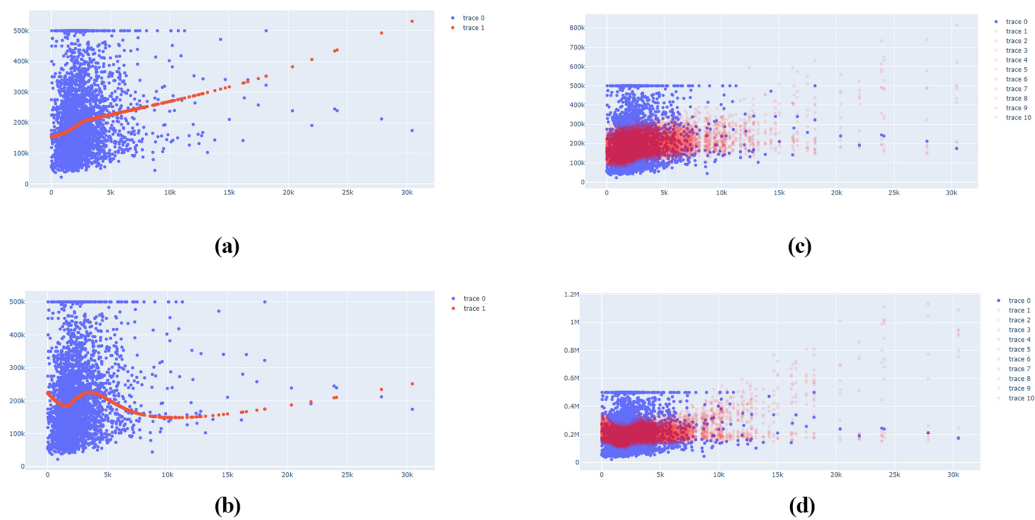 500k
400k
300k
200k
100k
0
0
5k
10k
15k
20k
25k
30k
trace 0
trace 1
(a)
800k
700k
600k
500k
400k
300k
200k
100k
0
0
5k
10k
15k
20k
25k
30k
trace 0
trace 1
trace 2
trace 3
trace 4
trace 5
trace 6
trace 7
trace 8
trace 9
trace 10
(c)
500k
400k
300k
200k
100k
0
0
5k
10k
15k
20k
25k
30k
trace 0
trace 1
(b)
1.2M
1M
0.8M
0.6M
0.4M
0.2M
0
0
5k
10k
15k
20k
25k
30k
trace 0
trace 1
trace 2
trace 3
trace 4
trace 5
trace 6
trace 7
trace 8
trace 9
trace 10
(d)